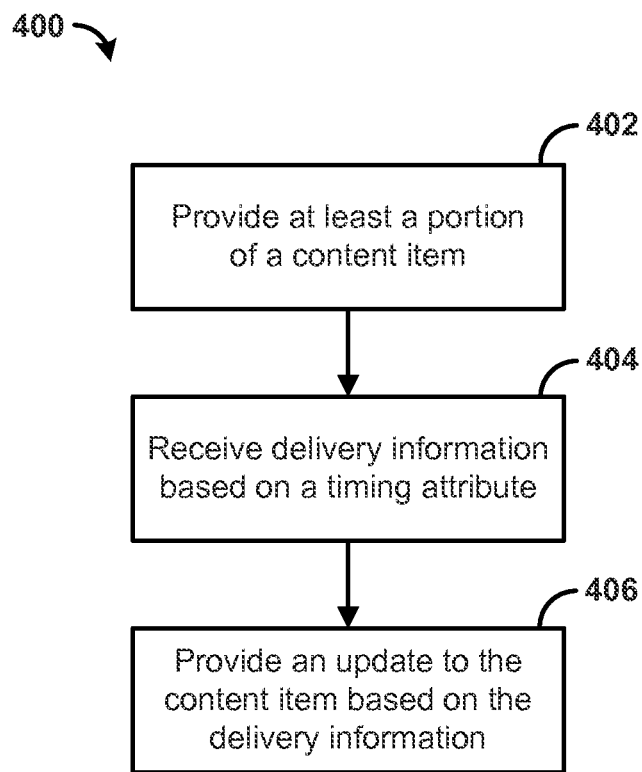 400
402
Provide at least a portion
of a content item
404
Receive delivery information
based on a timing attribute
406
Provide an update to the
content item based on the
delivery information